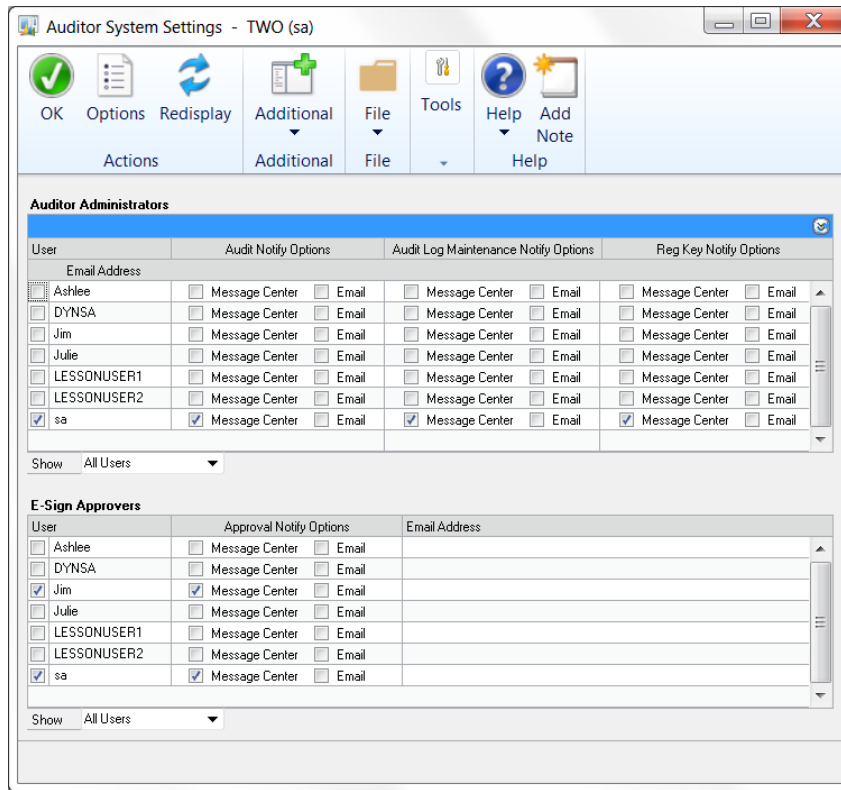 Auditor System Settings - TWO (sa)
OK Options Redisplay Additional File Tools Help Add Note
Actions Additional File Help
Auditor Administrators
User Audit Notify Options Audit Log Maintenance Notify Options Reg Key Notify Options
Email Address
Ashlee Message Center Email Message Center Email Message Center Email
DYNSA Message Center Email Message Center Email Message Center Email
Jim Message Center Email Message Center Email Message Center Email
Julie Message Center Email Message Center Email Message Center Email
LESSONUSER1 Message Center Email Message Center Email Message Center Email
LESSONUSER2 Message Center Email Message Center Email Message Center Email
sa Message Center Email Message Center Email Message Center Email
Show All Users
E-Sign Approvers
User Approval Notify Options Email Address
Ashlee Message Center Email
DYNSA Message Center Email
Jim Message Center Email
Julie Message Center Email
LESSONUSER1 Message Center Email
LESSONUSER2 Message Center Email
sa Message Center Email
Show All Users